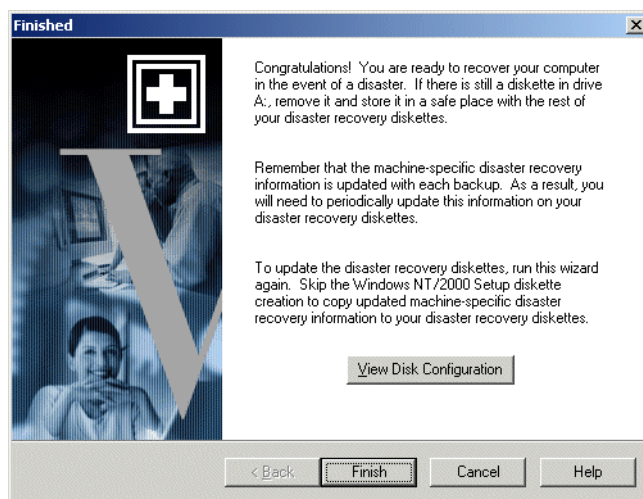 Finished
Congratulations! You are ready to recover your computer
in the event of a disaster. If there is still a diskette in drive
A:, remove it and store it in a safe place with the rest of
your disaster recovery diskettes.
Remember that the machine-specific disaster recovery
information is updated with each backup. As a result, you
will need to periodically update this information on your
disaster recovery diskettes.
To update the disaster recovery diskettes, run this wizard
again. Skip the Windows NT/2000 Setup diskette
creation to copy updated machine-specific disaster
recovery information to your disaster recovery diskettes.
View Disk Configuration
< Back
Finish
Cancel
Help